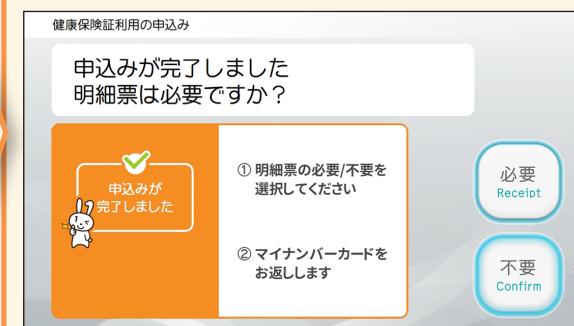 健康保険証利用の申込み
申込みが完了しました
明細票は必要ですか？
申込みが
完了しました
① 明細票の必要/不要を
選択してください
② マイナンバーカードを
お返しします
必要
Receipt
不要
Confirm